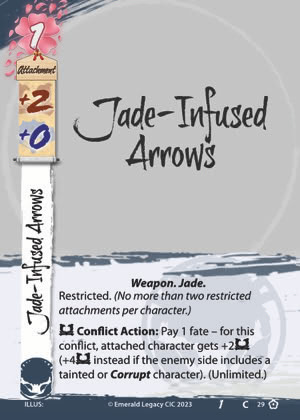 1
Attachment
+2
+0
Jade-Infused
Arrows
Jade-Infused Arrows
Weapon. Jade.
Restricted. (No more than two restricted
attachments per character.)
Conflict Action: Pay 1 fate – for this
conflict, attached character gets +2
(+4 instead if the enemy side includes a
tainted or Corrupt character). (Unlimited.)
ILLUS:
© Emerald Legacy CIC 2023
1 C 29